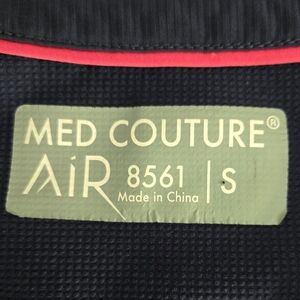 MED COUTURE®
AiR 8561 | S
Made in China